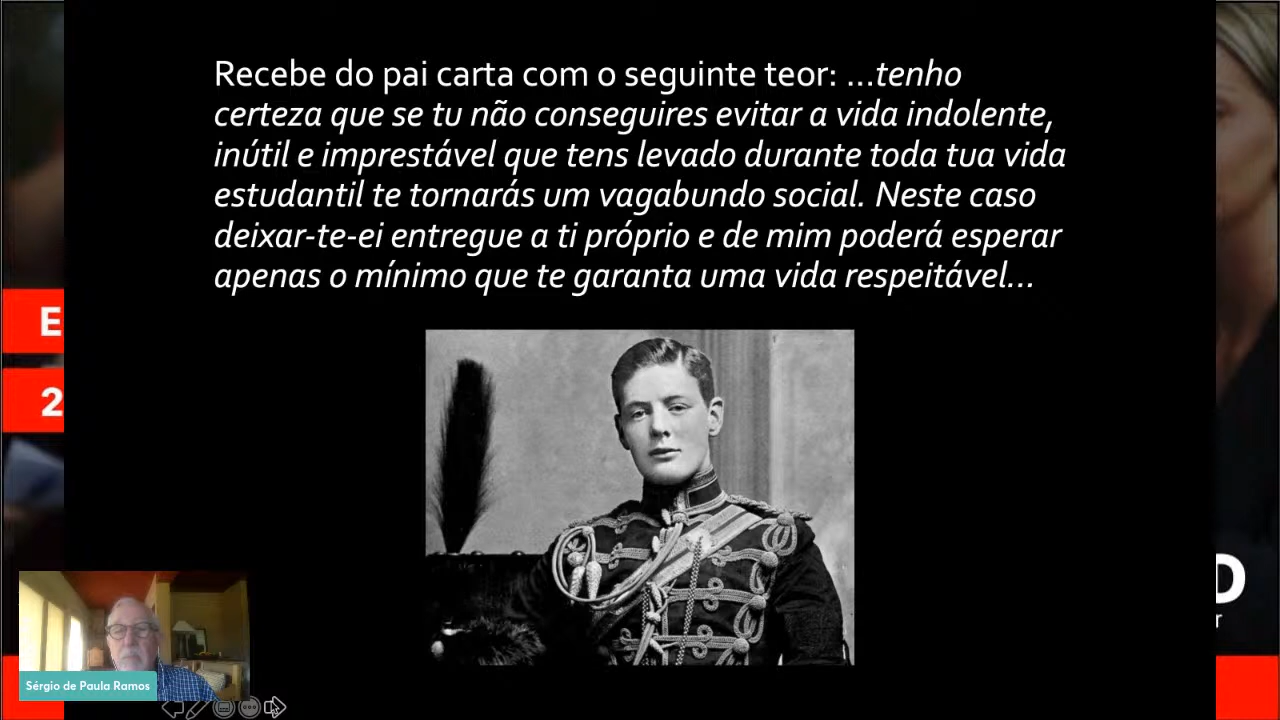 Recebe do pai carta com o seguinte teor: ...tenho
certeza que se tu não conseguires evitar a vida indolente,
inútil e imprestável que tens levado durante toda tua vida
estudantil te tornarás um vagabundo social. Neste caso
deixar-te-ei entregue a ti próprio e de mim poderá esperar
apenas o mínimo que te garanta uma vida respeitável...
E
2
D
r
Sérgio de Paula Ramos